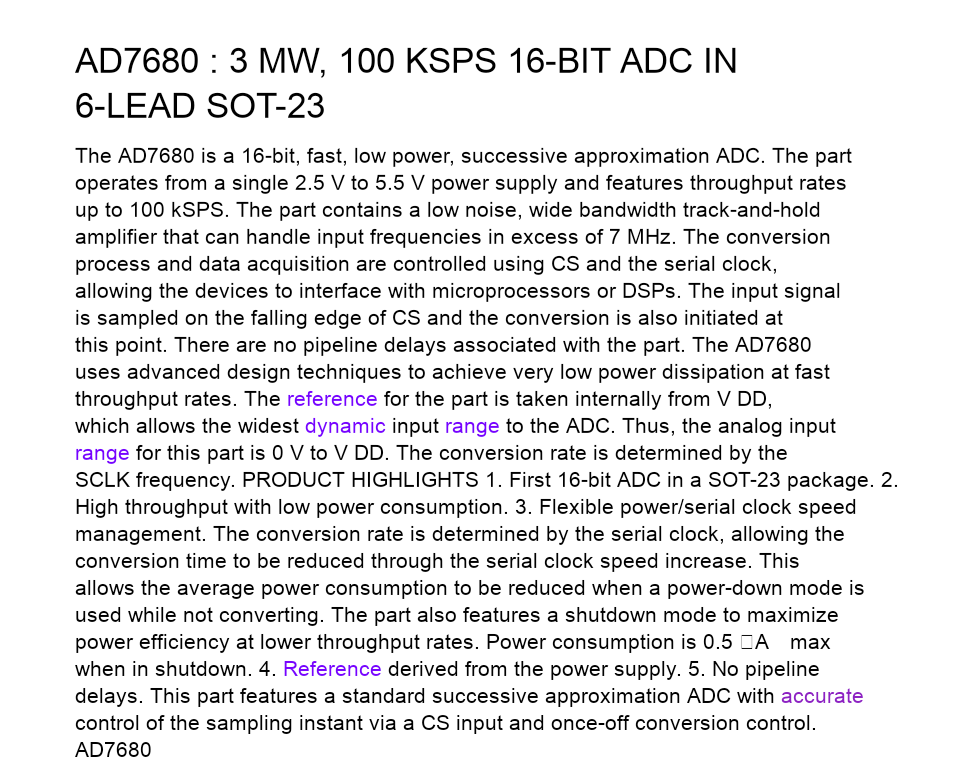 AD7680 : 3 MW, 100 KSPS 16-BIT ADC IN
6-LEAD SOT-23
The AD7680 is a 16-bit, fast, low power, successive approximation ADC. The part
operates from a single 2.5 V to 5.5 V power supply and features throughput rates
up to 100 kSPS. The part contains a low noise, wide bandwidth track-and-hold
amplifier that can handle input frequencies in excess of 7 MHz. The conversion
process and data acquisition are controlled using CS and the serial clock,
allowing the devices to interface with microprocessors or DSPs. The input signal
is sampled on the falling edge of CS and the conversion is also initiated at
this point. There are no pipeline delays associated with the part. The AD7680
uses advanced design techniques to achieve very low power dissipation at fast
throughput rates. The reference for the part is taken internally from V DD,
which allows the widest dynamic input range to the ADC. Thus, the analog input
range for this part is 0 V to V DD. The conversion rate is determined by the
SCLK frequency. PRODUCT HIGHLIGHTS 1. First 16-bit ADC in a SOT-23 package. 2.
High throughput with low power consumption. 3. Flexible power/serial clock speed
management. The conversion rate is determined by the serial clock, allowing the
conversion time to be reduced through the serial clock speed increase. This
allows the average power consumption to be reduced when a power-down mode is
used while not converting. The part also features a shutdown mode to maximize
power efficiency at lower throughput rates. Power consumption is 0.5 □A max
when in shutdown. 4. Reference derived from the power supply. 5. No pipeline
delays. This part features a standard successive approximation ADC with accurate
control of the sampling instant via a CS input and once-off conversion control.
AD7680